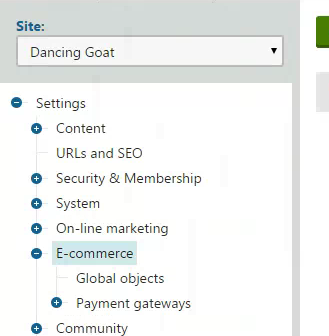 Site:
Dancing Goat
Settings
Content
URLs and SEO
Security & Membership
System
On-line marketing
E-commerce
Global objects
Payment gateways
Community